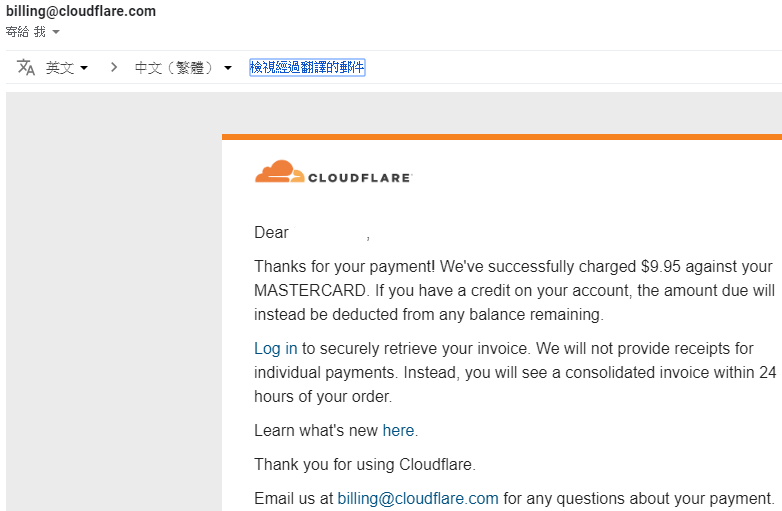 billing@cloudflare.com
寄給 我
英文 > 中文（繁體） 檢視經過翻譯的郵件
CLOUDFLARE
Dear ,
Thanks for your payment! We've successfully charged $9.95 against your
MASTERCARD. If you have a credit on your account, the amount due will
instead be deducted from any balance remaining.
Log in to securely retrieve your invoice. We will not provide receipts for
individual payments. Instead, you will see a consolidated invoice within 24
hours of your order.
Learn what's new here.
Thank you for using Cloudflare.
Email us at billing@cloudflare.com for any questions about your payment.